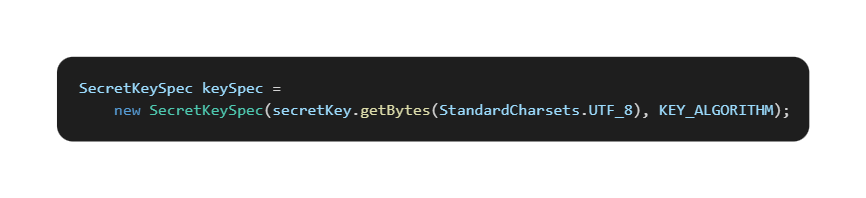 SecretKeySpec keySpec =
new SecretKeySpec(secretKey.getBytes(StandardCharsets.UTF_8), KEY_ALGORITHM);